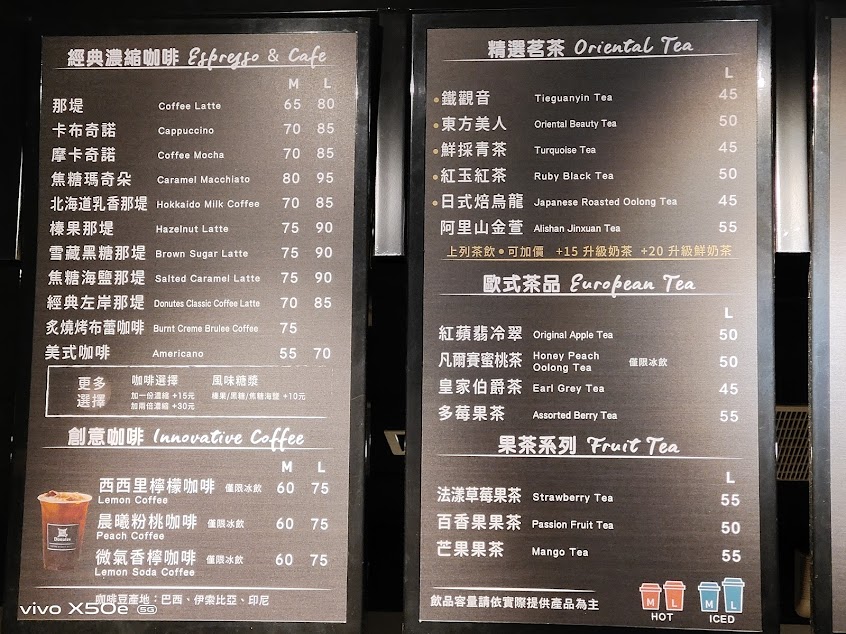 經典濃縮咖啡 Espresso & Cafe
M L
那堤 Coffee Latte 65 80
卡布奇諾 Cappuccino 70 85
摩卡奇諾 Coffee Mocha 70 85
焦糖瑪奇朵 Caramel Macchiato 80 95
北海道乳香那堤 Hokkaido Milk Coffee 70 85
榛果那堤 Hazelnut Latte 75 90
雪藏黑糖那堤 Brown Sugar Latte 75 90
焦糖海鹽那堤 Salted Caramel Latte 75 90
經典左岸那堤 Donutes Classic Coffee Latte 70 85
炙燒烤布蕾咖啡 Burnt Creme Brulee Coffee 75
美式咖啡 Americano 55 70
更多選擇
咖啡選擇 風味糖漿
加一份濃縮 +15元 榛果/黑糖/焦糖海鹽 +10元
加兩倍濃縮 +30元
創意咖啡 Innovative Coffee
M L
西西里檸檬咖啡 僅限冰飲 60 75
Lemon Coffee
晨曦粉桃咖啡 僅限冰飲 60 75
Peach Coffee
微氣香檸咖啡 僅限冰飲 60 75
Lemon Soda Coffee
Donutes
咖啡豆產地：巴西、伊索比亞、印尼
vivo X50e 5G
精選茗茶 Oriental Tea
L
•鐵觀音 Tieguanyin Tea 45
•東方美人 Oriental Beauty Tea 50
•鮮採青茶 Turquoise Tea 45
•紅玉紅茶 Ruby Black Tea 50
•日式焙烏龍 Japanese Roasted Oolong Tea 45
阿里山金萱 Alishan Jinxuan Tea 55
上列茶飲•可加價 +15 升級奶茶 +20 升級鮮奶茶
歐式茶品 European Tea
L
紅蘋翡冷翠 Original Apple Tea 50
凡爾賽蜜桃茶 Honey Peach Oolong Tea 僅限冰飲 50
皇家伯爵茶 Earl Grey Tea 45
多莓果茶 Assorted Berry Tea 55
果茶系列 Fruit Tea
L
法漾草莓果茶 Strawberry Tea 55
百香果果茶 Passion Fruit Tea 50
芒果果茶 Mango Tea 55
飲品容量請依實際提供產品為主
M L M L
HOT ICED